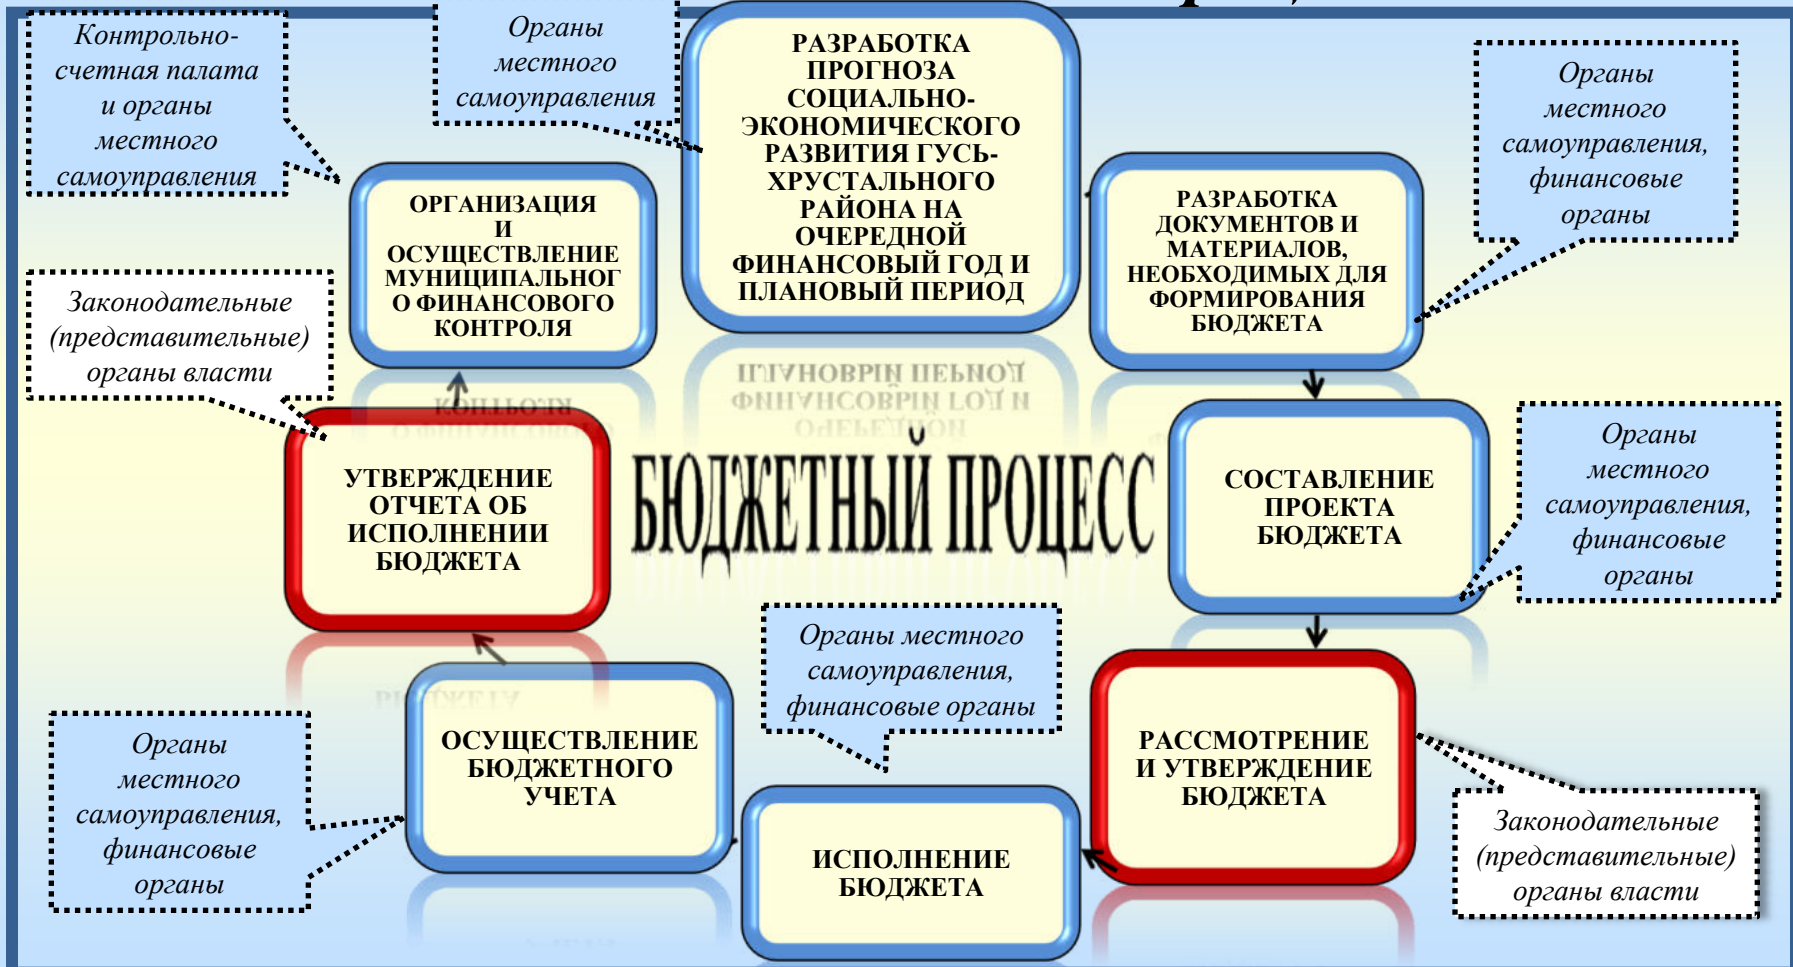 Контрольно-
счетная палата
и органы
местного
самоуправления
Органы
местного
самоуправления
РАЗРАБОТКА
ПРОГНОЗА
СОЦИАЛЬНО-
ЭКОНОМИЧЕСКОГО
РАЗВИТИЯ ГУСЬ-
ХРУСТАЛЬНОГО
РАЙОНА НА
ОЧЕРЕДНОЙ
ФИНАНСОВЫЙ ГОД И
ПЛАНОВЫЙ ПЕРИОД
Органы
местного
самоуправления,
финансовые
органы
ОРГАНИЗАЦИЯ
И
ОСУЩЕСТВЛЕНИЕ
МУНИЦИПАЛЬНОГ
О ФИНАНСОВОГО
КОНТРОЛЯ
РАЗРАБОТКА
ДОКУМЕНТОВ И
МАТЕРИАЛОВ,
НЕОБХОДИМЫХ ДЛЯ
ФОРМИРОВАНИЯ
БЮДЖЕТА
Законодательные
(представительные)
органы власти
УТВЕРЖДЕНИЕ
ОТЧЕТА ОБ
ИСПОЛНЕНИИ
БЮДЖЕТА
БЮДЖЕТНЫЙ ПРОЦЕСС
СОСТАВЛЕНИЕ
ПРОЕКТА
БЮДЖЕТА
Органы
местного
самоуправления,
финансовые
органы
Органы местного
самоуправления,
финансовые органы
Органы
местного
самоуправления,
финансовые
органы
ОСУЩЕСТВЛЕНИЕ
БЮДЖЕТНОГО
УЧЕТА
ИСПОЛНЕНИЕ
БЮДЖЕТА
РАССМОТРЕНИЕ
И УТВЕРЖДЕНИЕ
БЮДЖЕТА
Законодательные
(представительные)
органы власти